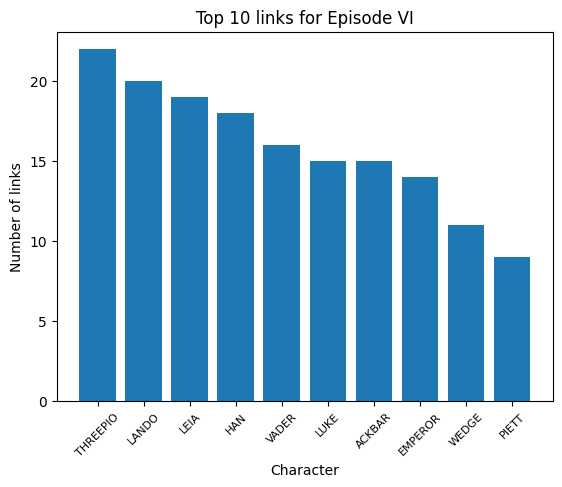 Top 10 links for Episode VI
Number of links
20
15
10
5
0
THREEPIO
LANDO
LEIA
HAN
VADER
LUKE
ACKBAR
EMPEROR
WEDGE
PIETT
Character